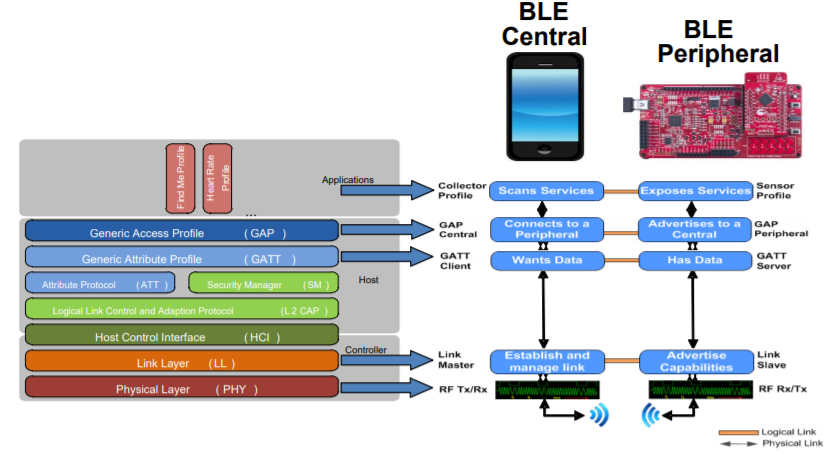 BLE
Central
BLE
Peripheral
Find Me Profile
Heart Rate
Profile
...
Applications
Generic Access Profile ( GAP )
Generic Attribute Profile ( GATT )
Attribute Protocol ( ATT )
Security Manager ( SM )
Host
Logical Link Control and Adaption Protocol ( L 2 CAP )
Host Control Interface ( HCI )
Controller
Link Layer ( LL )
Physical Layer ( PHY )
Collector
Profile
Scans Services
Exposes Services
Sensor
Profile
GAP
Central
Connects to a
Peripheral
Advertises to a
Central
GAP
Peripheral
GATT
Client
Wants Data
Has Data
GATT
Server
Link
Master
Establish and
manage link
Advertise
Capabilities
Link
Slave
RF Tx/Rx
RF Rx/Tx
Logical Link
Physical Link